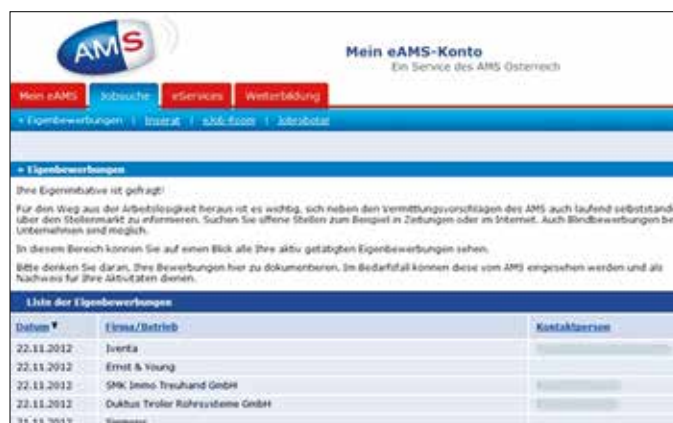 AMS
Mein eAMS-Konto
Ein Service des AMS Österreich
Mein eAMS Jobsuche eServices Weiterbildung
» Eigenbewerbungen | Inserat | eJob-Room | Jobroboter
» Eigenbewerbungen
Ihre Eigeninitiative ist gefragt!
Für den Weg aus der Arbeitslosigkeit heraus ist es wichtig, sich neben den Vermittlungsvorschlägen des AMS auch laufend selbstständ
über den Stellenmarkt zu informieren. Suchen Sie offene Stellen zum Beispiel in Zeitungen oder im Internet. Auch Blindbewerbungen be
Unternehmen sind möglich.
In diesem Bereich können Sie auf einen Blick alle Ihre aktiv getätigten Eigenbewerbungen sehen.
Bitte denken Sie daran, Ihre Bewerbungen hier zu dokumentieren. Im Bedarfsfall können diese vom AMS eingesehen werden und als
Nachweis für Ihre Aktivitäten dienen.
Liste der Eigenbewerbungen
Datum ▼ Firma/Betrieb Kontaktperson
22.11.2012 Iventa
22.11.2012 Ernst & Young
22.11.2012 SMK Immo Treuhand GmbH
22.11.2012 Duktus Tiroler Rohrsysteme GmbH
21.11.2012 Siemens